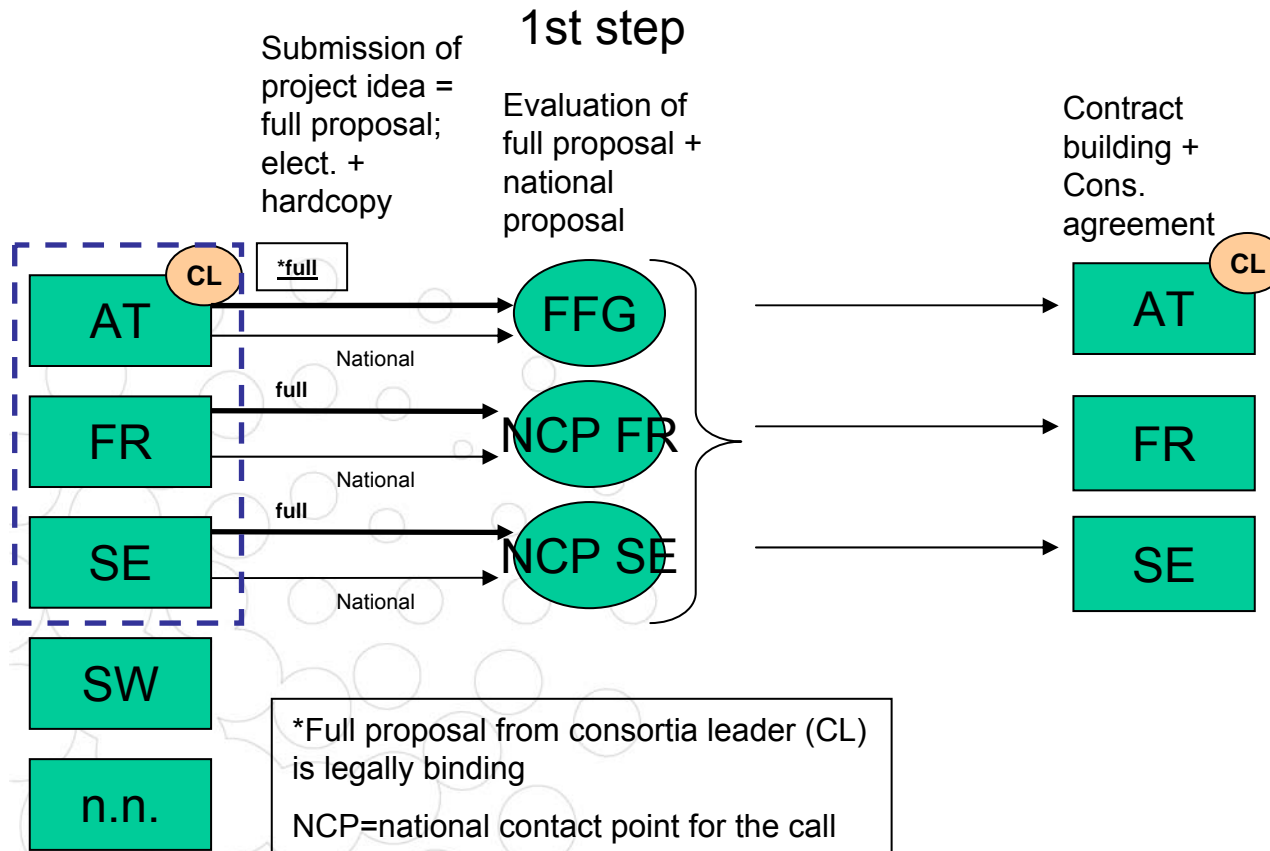 1st step
Submission of
project idea =
full proposal;
elect. +
hardcopy
Evaluation of
full proposal +
national
proposal
Contract
building +
Cons.
agreement
CL
*full
AT
National
FFG
CL
AT
full
FR
National
NCP FR
FR
full
SE
National
NCP SE
SE
SW
n.n.
*Full proposal from consortia leader (CL)
is legally binding
NCP=national contact point for the call